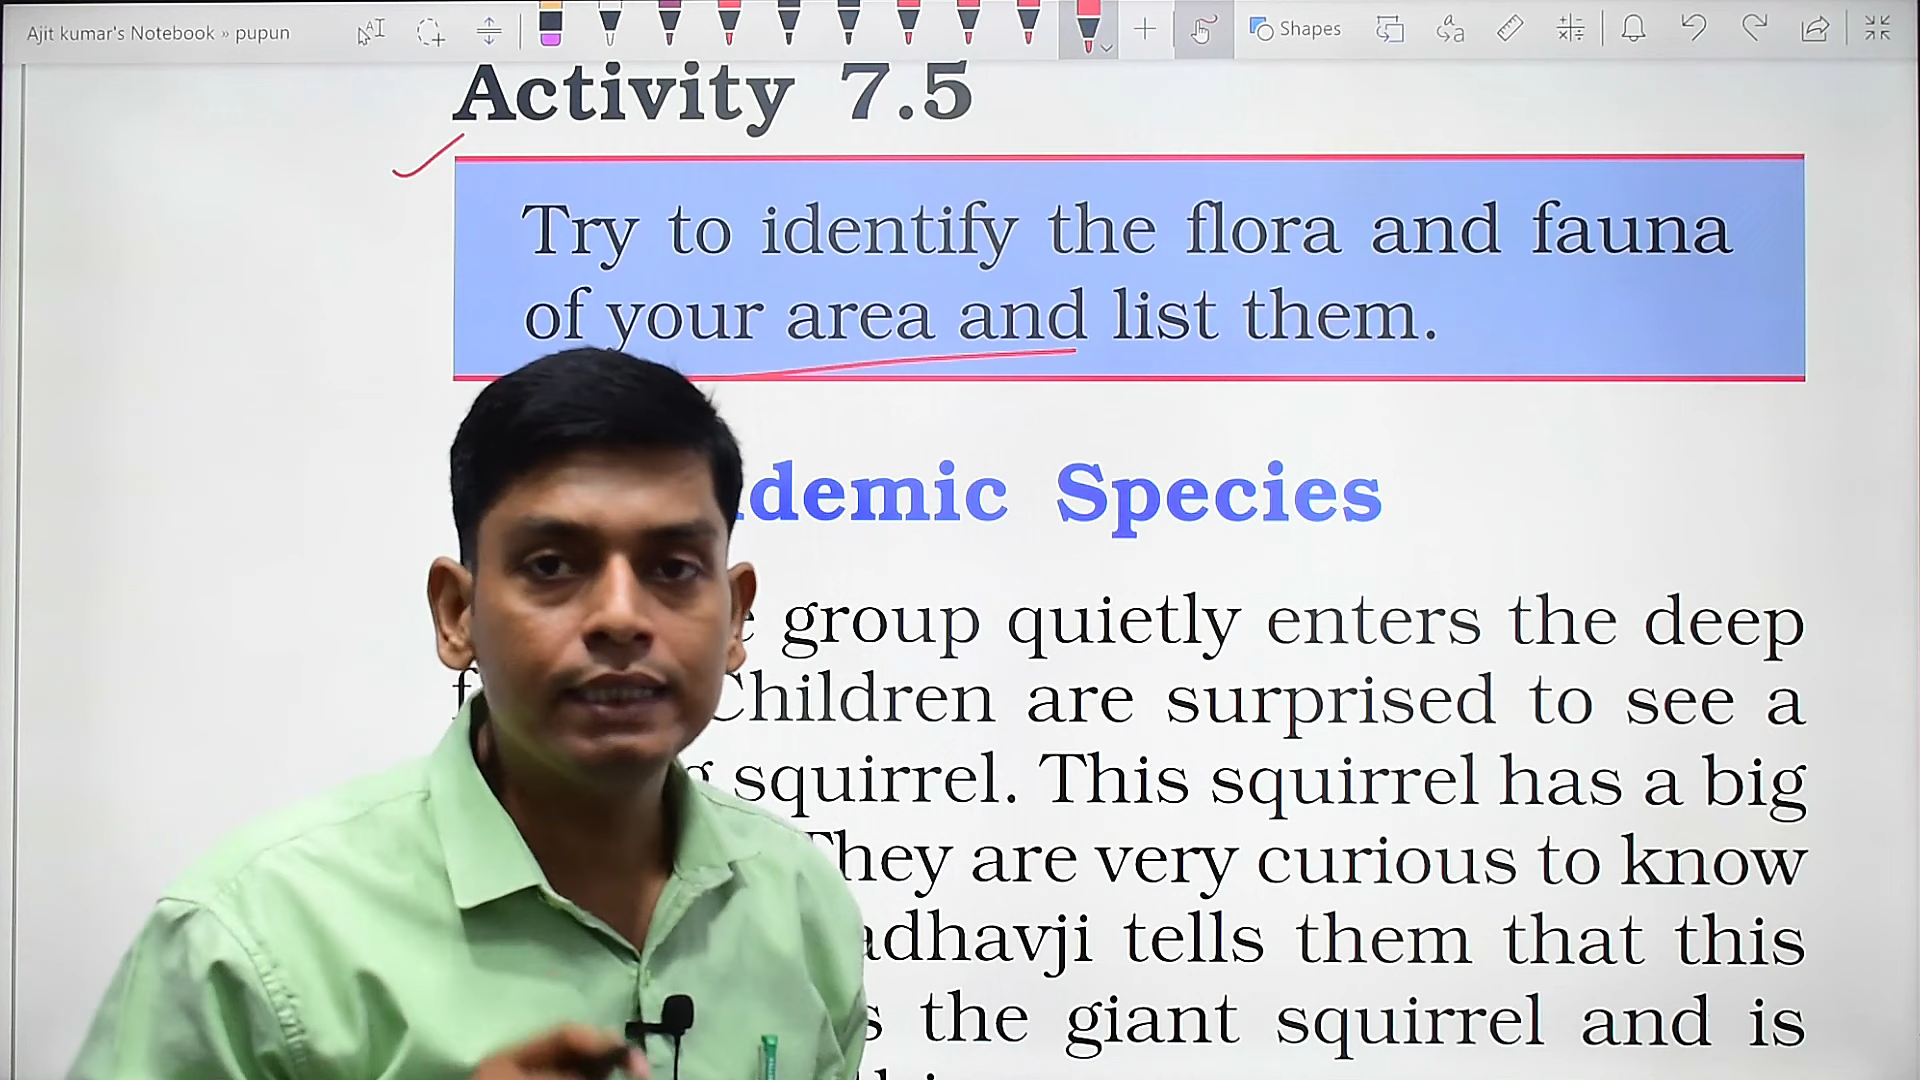 Ajit kumar's Notebook » pupun
Shapes
Activity 7.5
Try to identify the flora and fauna
of your area and list them.
Species
group quietly enters the deep
Children are surprised to see a
squirrel. This squirrel has a big
They are very curious to know
tells them that this
the giant squirrel and is